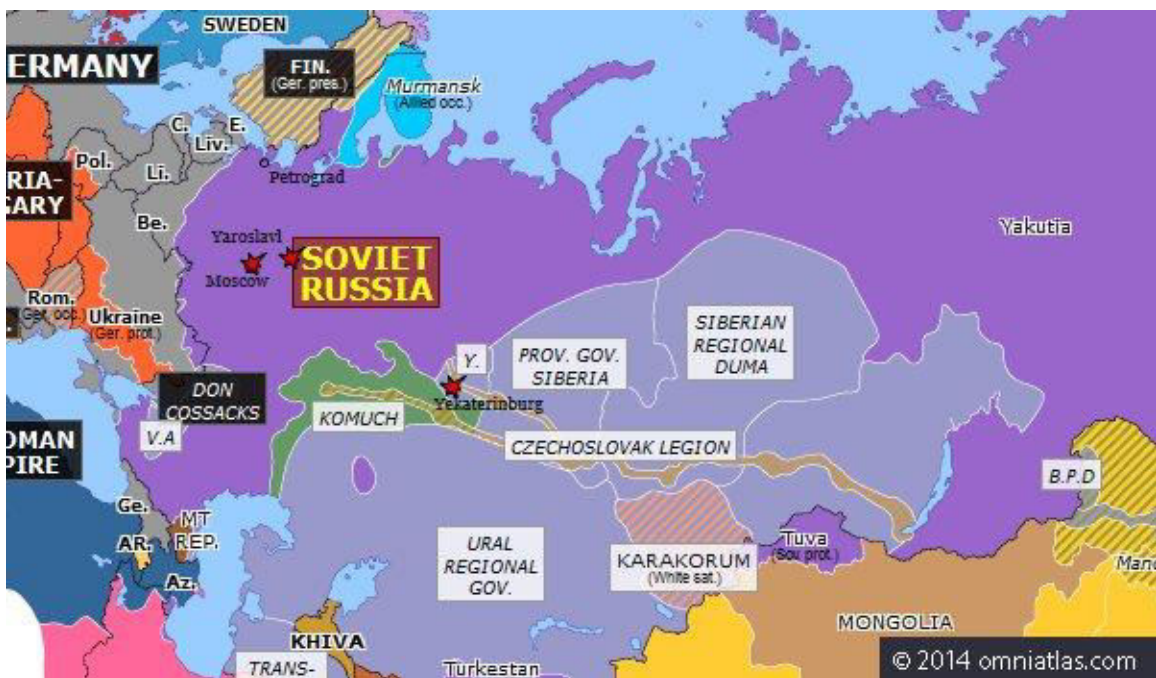 SWEDEN
ERMANY
FIN.
(Ger. pres.)
Murmansk
(Allied occ.)
C.
E.
Liv.
Pol.
Li.
Petrograd
RIA-
GARY
Be.
Yaroslavl
Moscow
SOVIET
RUSSIA
Yakutia
Rom.
(Ger. occ.)
Ukraine
(Ger. prot.)
SIBERIAN
REGIONAL
DUMA
PROV. GOV.
SIBERIA
Y.
Yekaterinburg
DON
COSSACKS
KOMUCH
V.A
CZECHOSLOVAK LEGION
OMAN
PIRE
B.P.D
Ge.
MT
REP.
AR.
Az.
URAL
REGIONAL
GOV.
KARAKORUM
(White sat.)
Tuva
(Sov. prot.)
Manc
MONGOLIA
KHIVA
TRANS-
Turkestan
© 2014 omniatlas.com